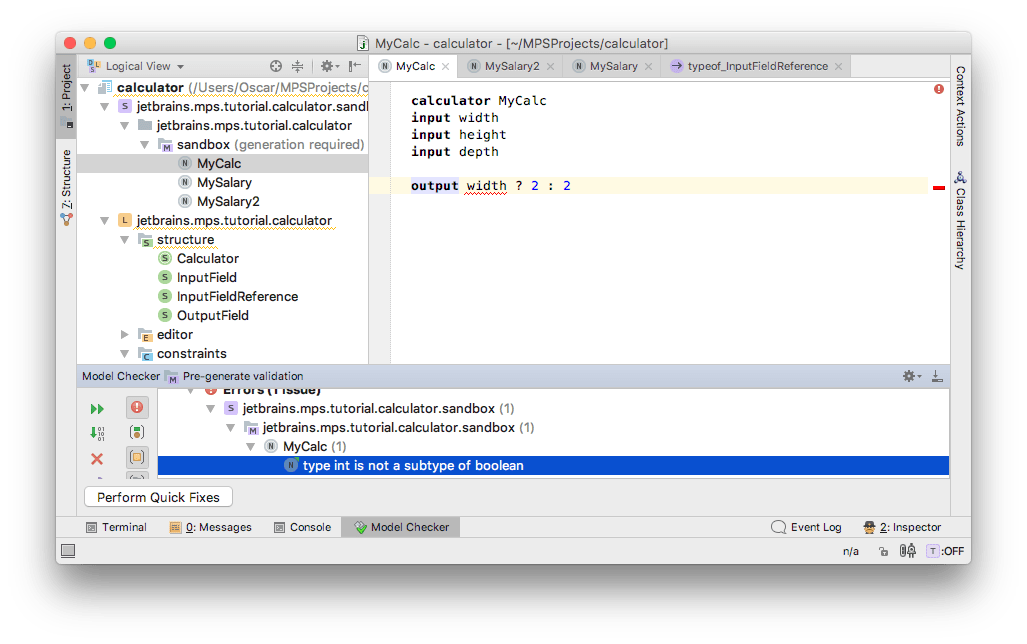 MyCalc - calculator - [~/MPSProjects/calculator]
1: Project
Z: Structure
Logical View
calculator (/Users/Oscar/MPSProjects/c
jetbrains.mps.tutorial.calculator.sandl
jetbrains.mps.tutorial.calculator
sandbox (generation required)
MyCalc
MySalary
MySalary2
jetbrains.mps.tutorial.calculator
structure
Calculator
InputField
InputFieldReference
OutputField
editor
constraints
MyCalc
MySalary2
MySalary
typeof_InputFieldReference
calculator MyCalc
input width
input height
input depth
output width ? 2 : 2
Context Actions
Class Hierarchy
Model Checker Pre-generate validation
Errors (1 issue)
jetbrains.mps.tutorial.calculator.sandbox (1)
jetbrains.mps.tutorial.calculator.sandbox (1)
MyCalc (1)
type int is not a subtype of boolean
Perform Quick Fixes
Terminal
0: Messages
Console
Model Checker
Event Log
2: Inspector
n/a
T :OFF